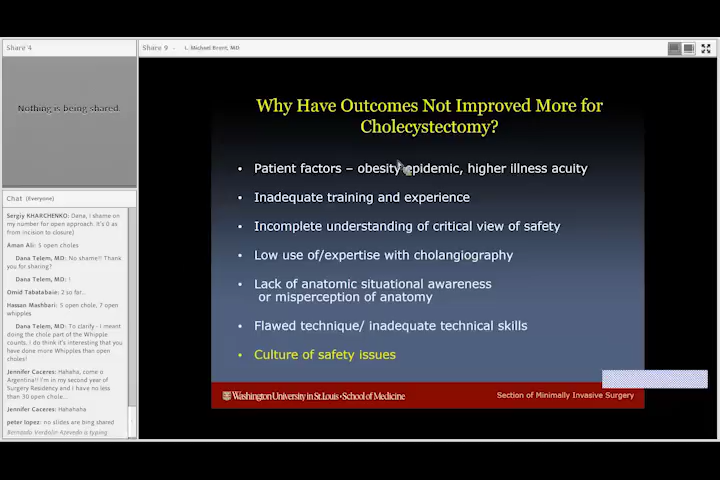 Share 4
Nothing is being shared.
Chat (Everyone)
Sergiy KHARCHENKO: Dana, I shame on
my number for open approach. It's 0 as
from incision to closure)
Aman Ali: 5 open choles
Dana Telem, MD: No shame!! Thank
you for sharing?
Dana Telem, MD: !
Omid Tabatabaie: 2 so far...
Hassan Mashbari: 5 open chole, 7 open
whipples
Dana Telem, MD: To clarify - I meant
doing the chole part of the Whipple
counts. I do think it's interesting that you
have done more Whipples than open
choles!
Jennifer Caceres: Hahaha, come o
Argentina!! I'm in my second year of
Surgery Residency and I have no less
than 30 open chole...
Jennifer Caceres: Hahahaha
peter lopez: no slides are bing shared
Bernardo Verdolin Azevedo is typing
Share 9 - L. Michael Brunt, MD
Why Have Outcomes Not Improved More for
Cholecystectomy?
• Patient factors – obesity epidemic, higher illness acuity
• Inadequate training and experience
• Incomplete understanding of critical view of safety
• Low use of/expertise with cholangiography
• Lack of anatomic situational awareness
or misperception of anatomy
• Flawed technique/ inadequate technical skills
• Culture of safety issues
Washington University in St. Louis • School of Medicine
Section of Minimally Invasive Surgery